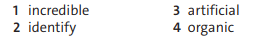 1 incredible
2 identify
3 artificial
4 organic